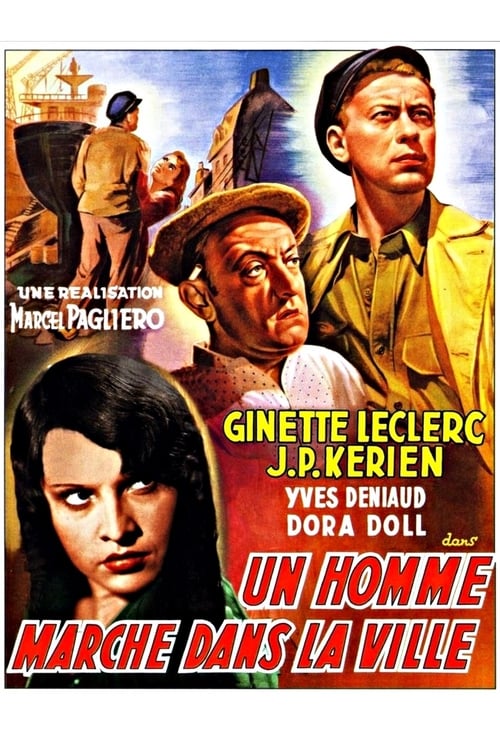 UNE REALISATION
MARCEL PAGLIERO
GINETTE LECLERC
J.P.KERIEN
YVES DENIAUD
DORA DOLL
dans
UN HOMME
MARCHE DANS LA VILLE